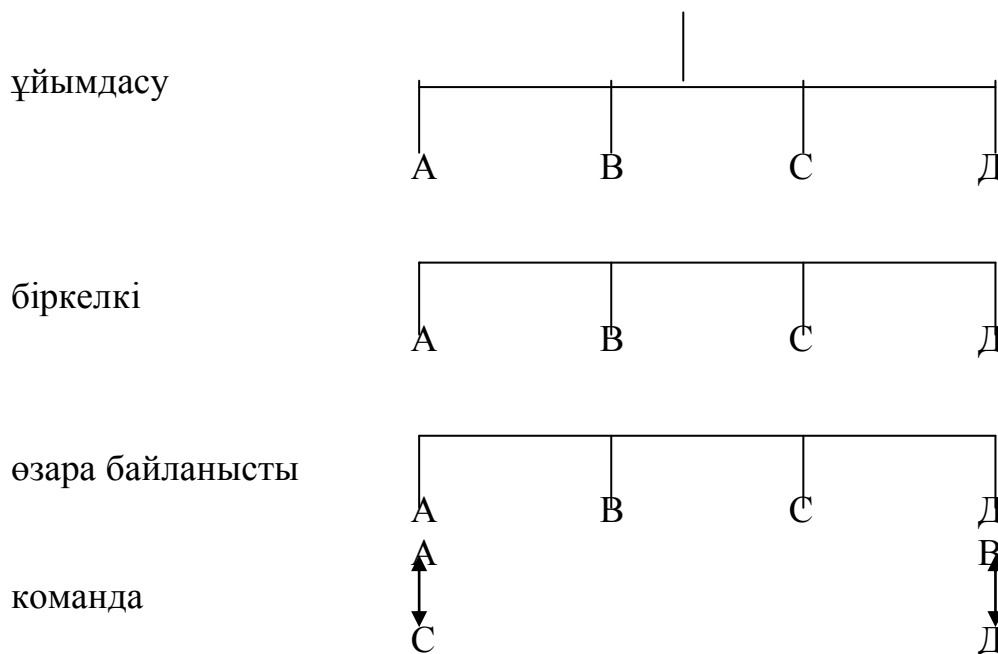 ұйымдасу
А В С Д
біркелкі
А В С Д
өзара байланысты
А В С Д
А В
команда
С Д